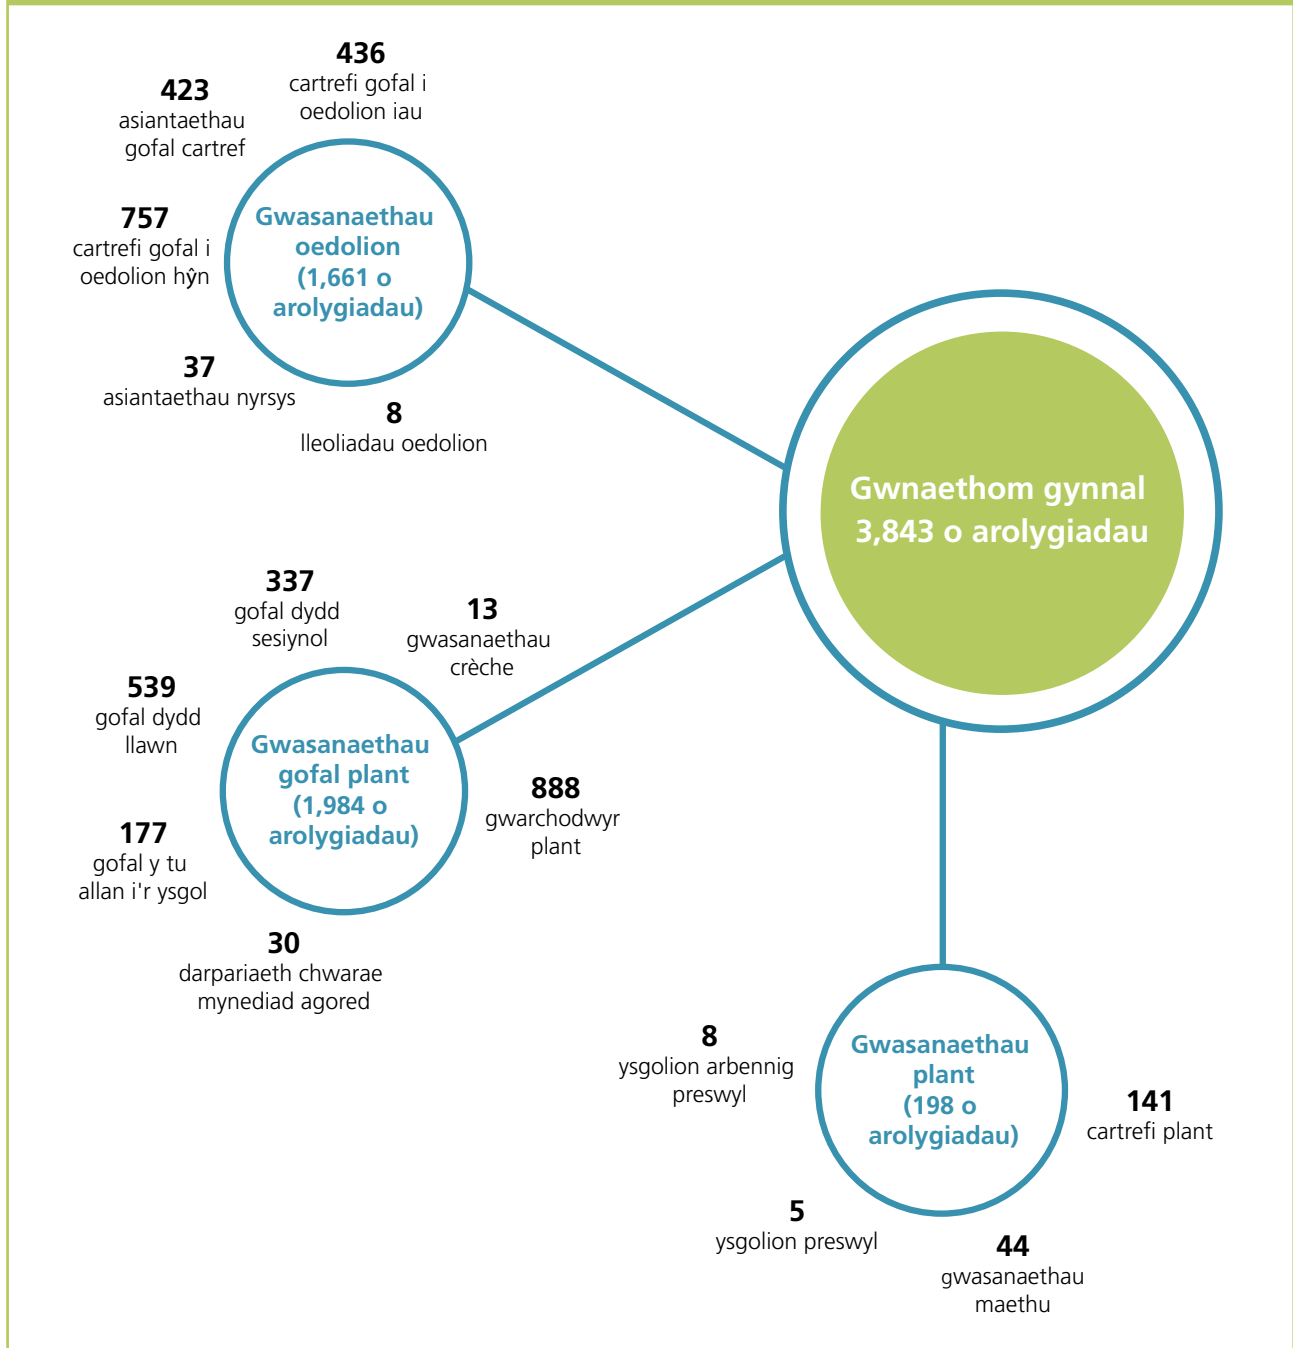 436
cartrefi gofal i
oedolion iau
423
asiantaethau
gofal cartref
757
cartrefi gofal i
oedolion hŷn
Gwasanaethau
oedolion
(1,661 o
arolygiadau)
37
asiantaethau nyrsys
8
lleoliadau oedolion
Gwnaethom gynnal
3,843 o arolygiadau
337
gofal dydd
sesiynol
13
gwasanaethau
crèche
539
gofal dydd
llawn
Gwasanaethau
gofal plant
(1,984 o
arolygiadau)
888
gwarchodwyr
plant
177
gofal y tu
allan i'r ysgol
30
darpariaeth chwarae
mynediad agored
8
ysgolion arbennig
preswyl
Gwasanaethau
plant
(198 o
arolygiadau)
141
cartrefi plant
5
ysgolion preswyl
44
gwasanaethau
maethu